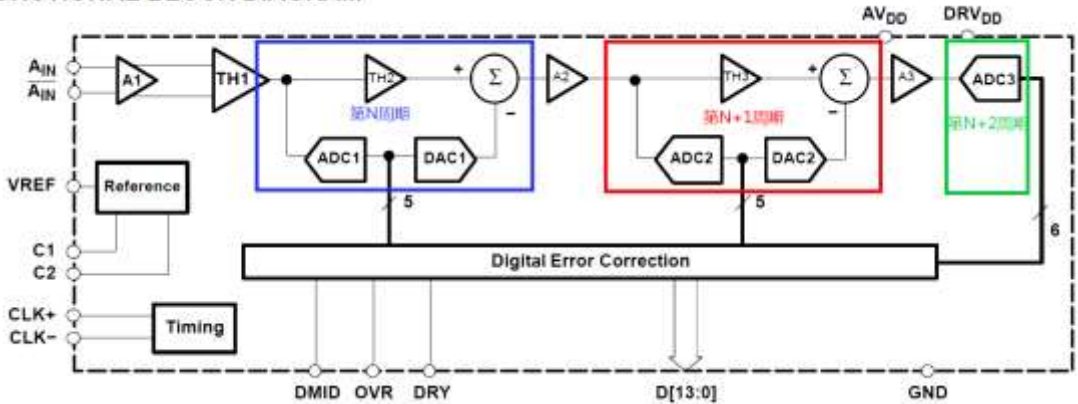 AVDD DRVDD
AIN
AIN
A1
TH1
TH2
Σ
A2
TH3
Σ
A3
ADC3
+
−
+
−
第N周期
第N+1周期
第N+2周期
ADC1
DAC1
ADC2
DAC2
VREF
Reference
5
5
6
C1
C2
Digital Error Correction
CLK+
CLK−
Timing
DMID OVR DRY D[13:0] GND